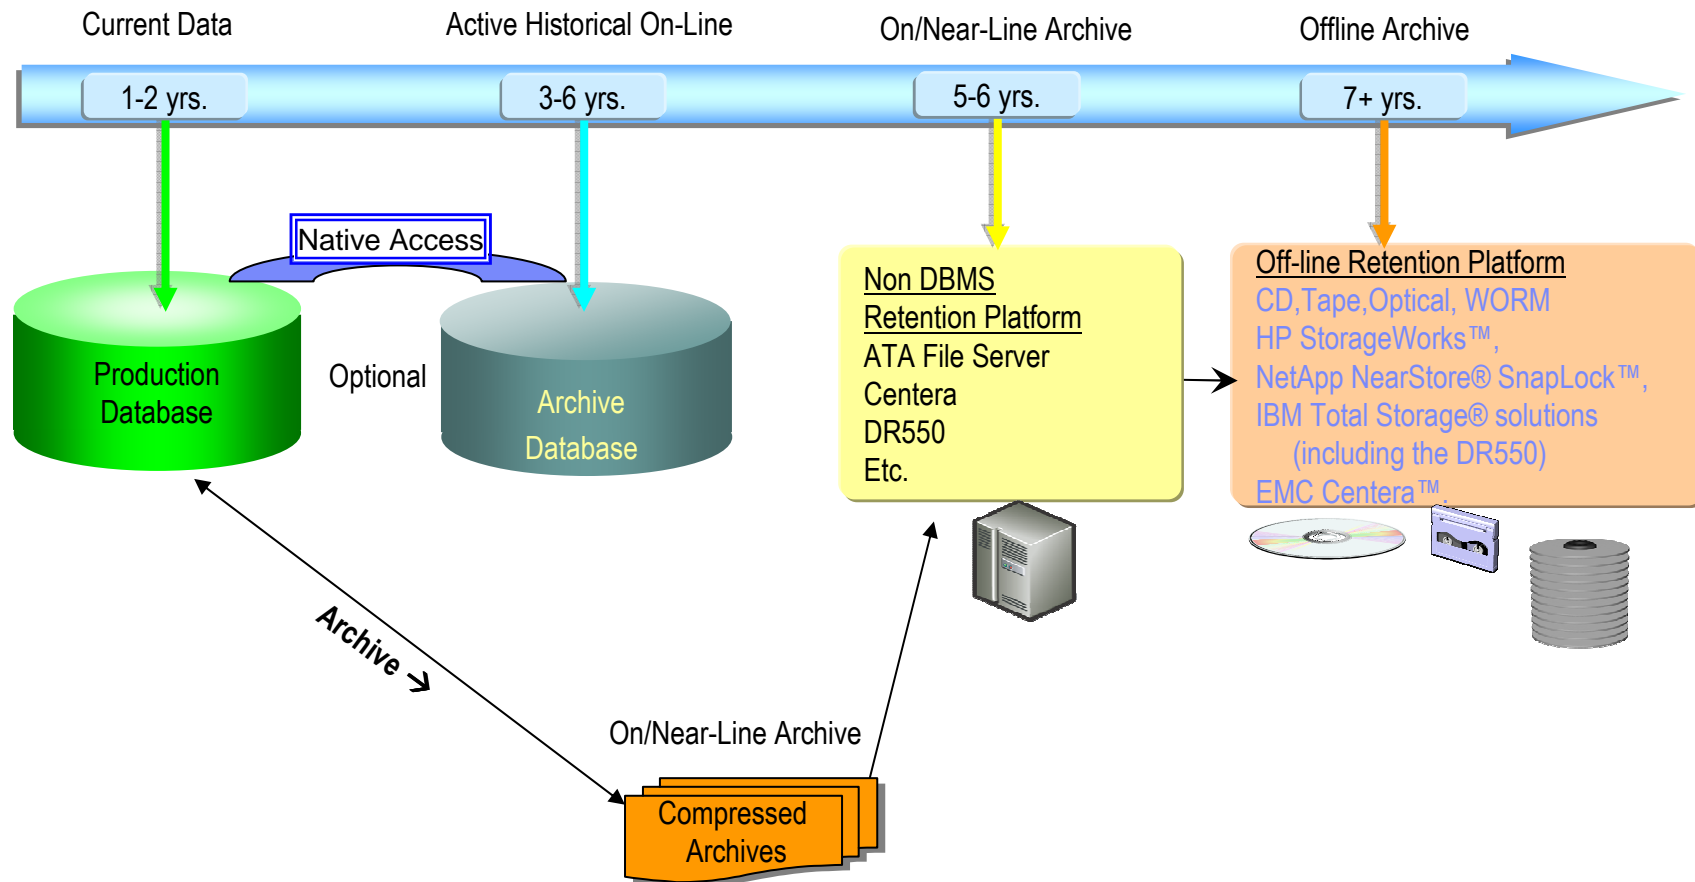 Current Data
Active Historical On-Line
On/Near-Line Archive
Offline Archive
1-2 yrs.
3-6 yrs.
5-6 yrs.
7+ yrs.
Native Access
Production
Database
Optional
Archive
Database
Non DBMS
Retention Platform
ATA File Server
Centera
DR550
Etc.
Off-line Retention Platform
CD,Tape,Optical, WORM
HP StorageWorks™,
NetApp NearStore® SnapLock™,
IBM Total Storage® solutions
(including the DR550)
EMC Centera™.
Archive →
On/Near-Line Archive
Compressed
Archives